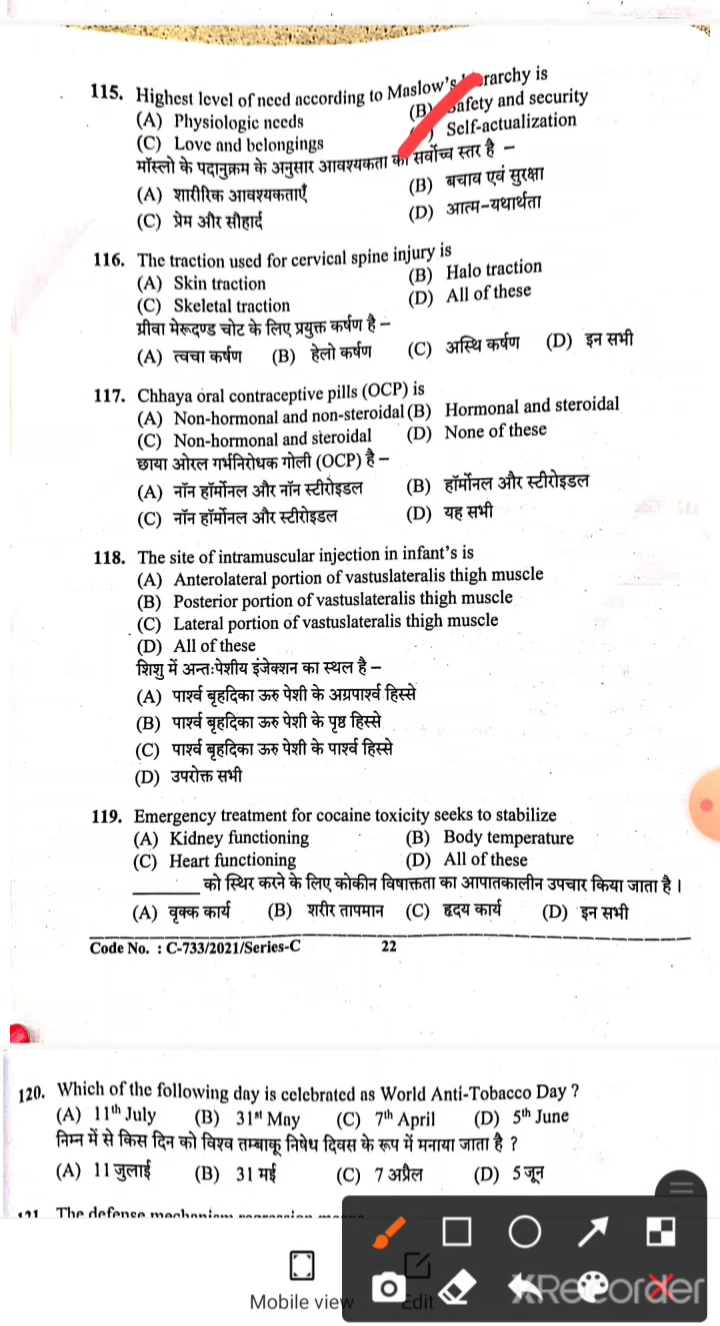 115. Highest level of need according to Maslow's rarchy is
(A) Physiologic needs (B) Safety and security
(C) Love and belongings ) Self-actualization
मॉस्लो के पदानुक्रम के अनुसार आवश्यकता का सर्वोच्च स्तर है –
(A) शारीरिक आवश्यकताएँ (B) बचाव एवं सुरक्षा
(C) प्रेम और सौहार्द (D) आत्म-यथार्थता
116. The traction used for cervical spine injury is
(A) Skin traction (B) Halo traction
(C) Skeletal traction (D) All of these
ग्रीवा मेरूदण्ड चोट के लिए प्रयुक्त कर्षण है –
(A) त्वचा कर्षण (B) हेलो कर्षण (C) अस्थि कर्षण (D) इन सभी
117. Chhaya oral contraceptive pills (OCP) is
(A) Non-hormonal and non-steroidal (B) Hormonal and steroidal
(C) Non-hormonal and steroidal (D) None of these
छाया ओरल गर्भनिरोधक गोली (OCP) है –
(A) नॉन हॉर्मोनल और नॉन स्टीरोइडल (B) हॉर्मोनल और स्टीरोइडल
(C) नॉन हॉर्मोनल और स्टीरोइडल (D) यह सभी
118. The site of intramuscular injection in infant's is
(A) Anterolateral portion of vastuslateralis thigh muscle
(B) Posterior portion of vastuslateralis thigh muscle
(C) Lateral portion of vastuslateralis thigh muscle
(D) All of these
शिशु में अन्तःपेशीय इंजेक्शन का स्थल है –
(A) पार्श्व बृहदिका ऊरु पेशी के अग्रपार्श्व हिस्से
(B) पार्श्व बृहदिका ऊरु पेशी के पृष्ठ हिस्से
(C) पार्श्व बृहदिका ऊरु पेशी के पार्श्व हिस्से
(D) उपरोक्त सभी
119. Emergency treatment for cocaine toxicity seeks to stabilize
(A) Kidney functioning (B) Body temperature
(C) Heart functioning (D) All of these
________ को स्थिर करने के लिए कोकीन विषाक्तता का आपातकालीन उपचार किया जाता है।
(A) वृक्क कार्य (B) शरीर तापमान (C) हृदय कार्य (D) इन सभी
Code No. : C-733/2021/Series-C 22
120. Which of the following day is celebrated as World Anti-Tobacco Day ?
(A) 11th July (B) 31st May (C) 7th April (D) 5th June
निम्न में से किस दिन को विश्व तम्बाकू निषेध दिवस के रूप में मनाया जाता है ?
(A) 11 जुलाई (B) 31 मई (C) 7 अप्रैल (D) 5 जून
121 The defense mechanism
Mobile view Edit
XRecorder